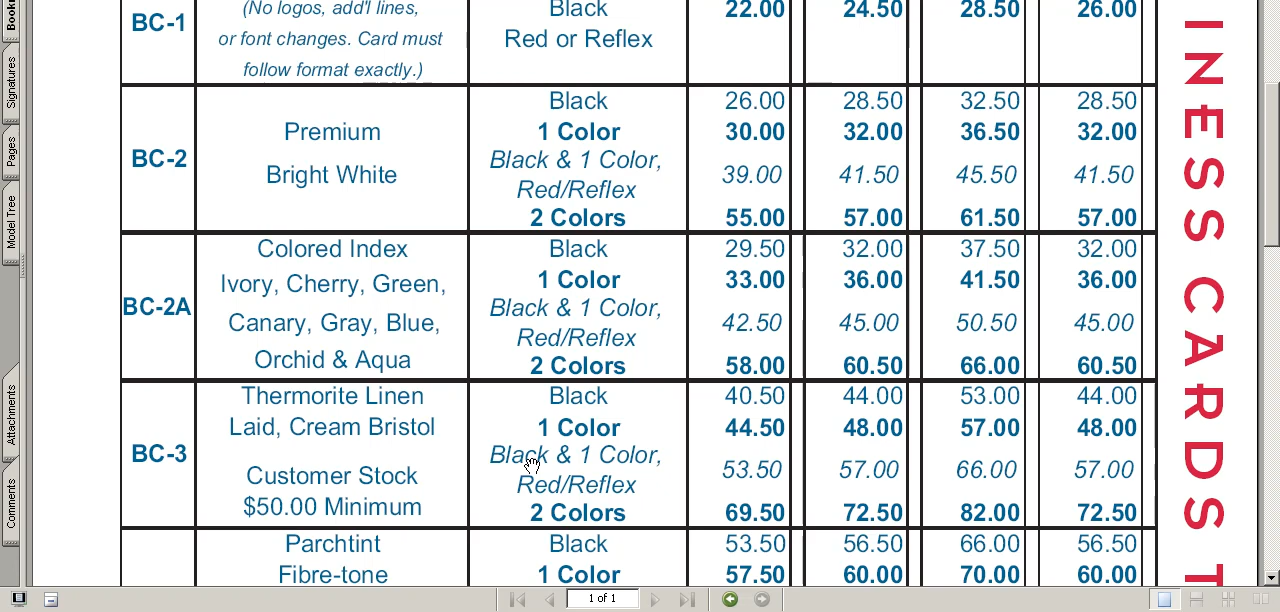 BC-1
(No logos, add'l lines,
or font changes. Card must
follow format exactly.)
Black 22.00 24.50 28.50 26.00
Red or Reflex
BC-2
Premium
Bright White
Black 26.00 28.50 32.50 28.50
1 Color 30.00 32.00 36.50 32.00
Black & 1 Color,
Red/Reflex
39.00 41.50 45.50 41.50
2 Colors 55.00 57.00 61.50 57.00
BC-2A
Colored Index
Ivory, Cherry, Green,
Canary, Gray, Blue,
Orchid & Aqua
Black 29.50 32.00 37.50 32.00
1 Color 33.00 36.00 41.50 36.00
Black & 1 Color,
Red/Reflex
42.50 45.00 50.50 45.00
2 Colors 58.00 60.50 66.00 60.50
BC-3
Thermorite Linen
Laid, Cream Bristol
Customer Stock
$50.00 Minimum
Black 40.50 44.00 53.00 44.00
1 Color 44.50 48.00 57.00 48.00
Black & 1 Color,
Red/Reflex
53.50 57.00 66.00 57.00
2 Colors 69.50 72.50 82.00 72.50
Parchtint
Fibre-tone
Black 53.50 56.50 66.00 56.50
1 Color 57.50 60.00 70.00 60.00
INESS CARDS
Signatures
Pages
Model Tree
Attachments
Comments
1 of 1